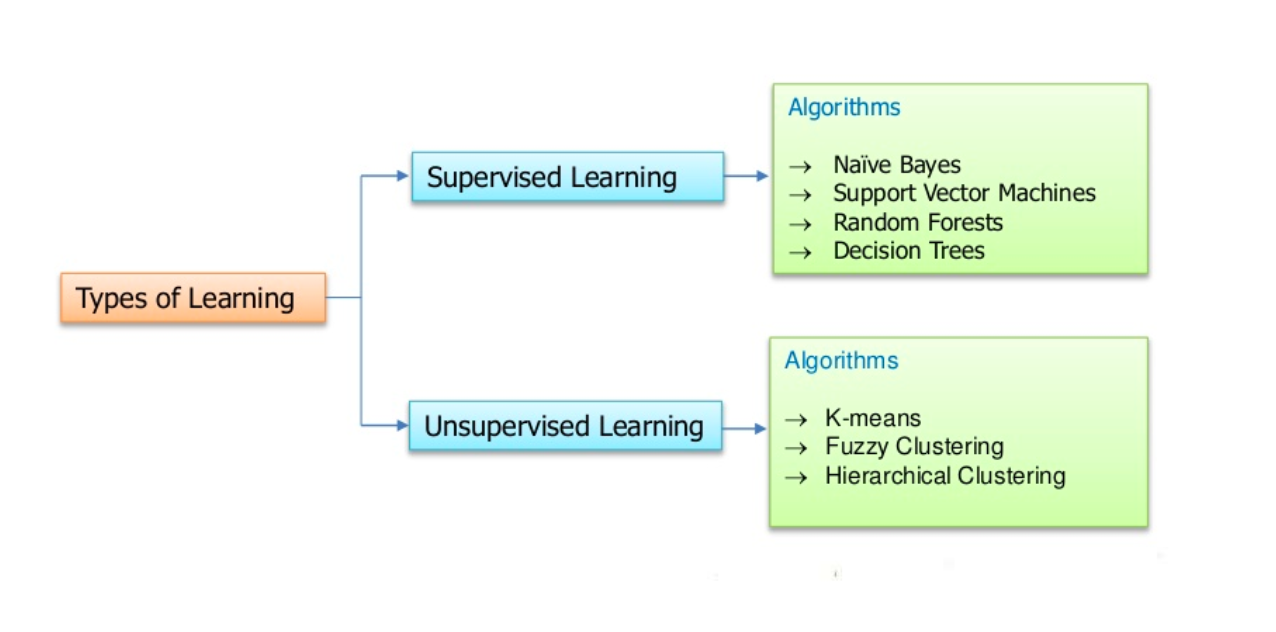 Types of Learning
Supervised Learning
Algorithms
→ Naïve Bayes
→ Support Vector Machines
→ Random Forests
→ Decision Trees
Unsupervised Learning
Algorithms
→ K-means
→ Fuzzy Clustering
→ Hierarchical Clustering